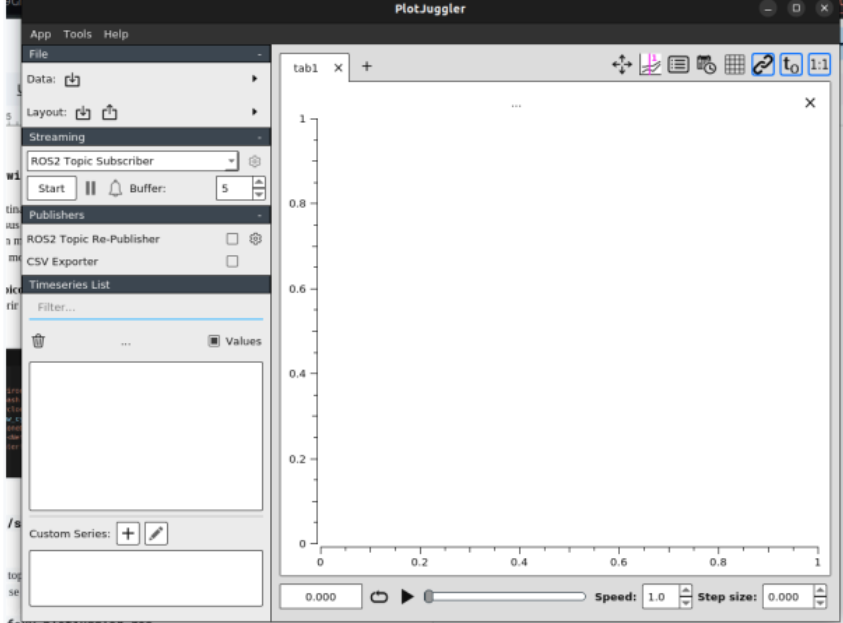 PlotJuggler
App Tools Help
File -
Data:
Layout:
Streaming -
ROS2 Topic Subscriber
Start Buffer: 5
Publishers -
ROS2 Topic Re-Publisher
CSV Exporter
Timeseries List
Filter...
... Values
Custom Series:
tab1 × +
t₀ 1:1
...
1
0.8
0.6
0.4
0.2
0
0 0.2 0.4 0.6 0.8 1
0.000 Speed: 1.0 Step size: 0.000